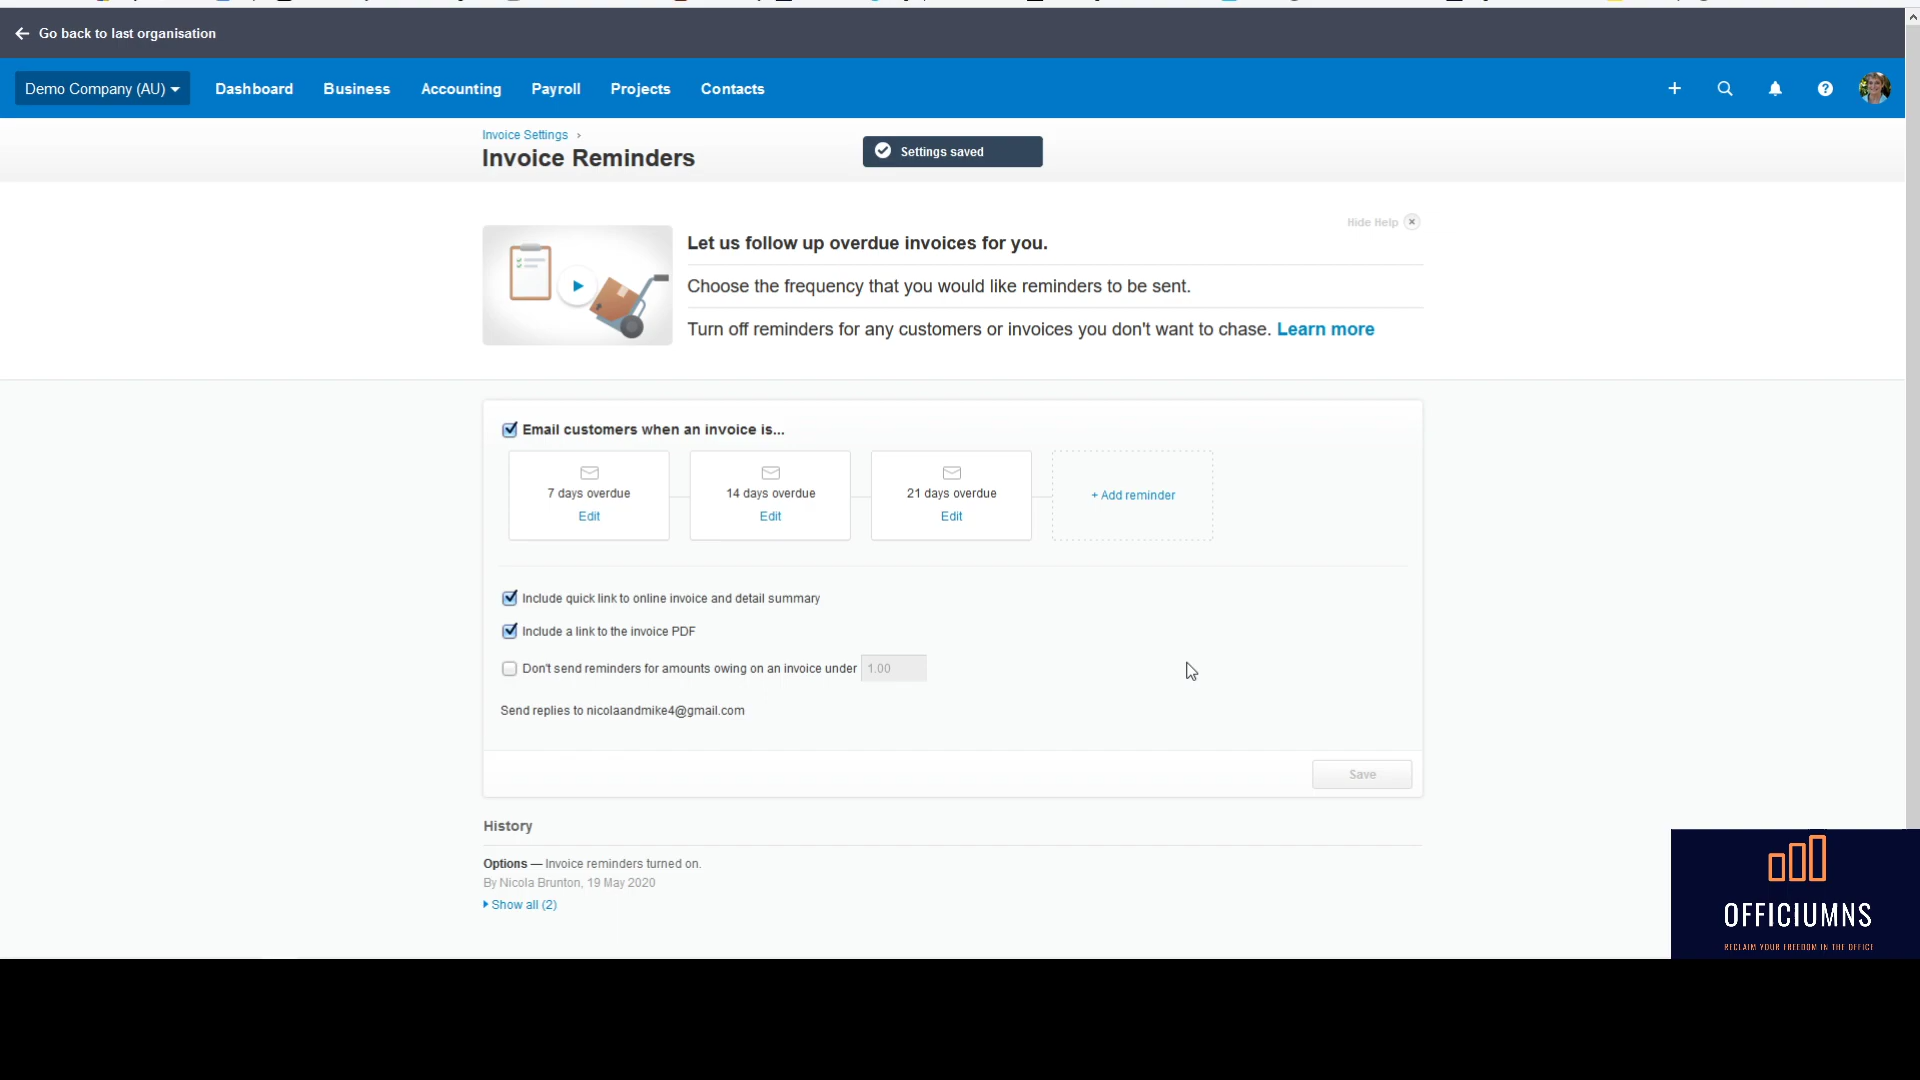 Go back to last organisation
Demo Company (AU) Dashboard Business Accounting Payroll Projects Contacts
Invoice Settings ›
Invoice Reminders
Settings saved
Hide Help
Let us follow up overdue invoices for you.
Choose the frequency that you would like reminders to be sent.
Turn off reminders for any customers or invoices you don't want to chase. Learn more
Email customers when an invoice is...
7 days overdue
Edit
14 days overdue
Edit
21 days overdue
Edit
+ Add reminder
Include quick link to online invoice and detail summary
Include a link to the invoice PDF
Don't send reminders for amounts owing on an invoice under 1.00
Send replies to nicolaandmike4@gmail.com
Save
History
Options — Invoice reminders turned on.
By Nicola Brunton, 19 May 2020
Show all (2)
OFFICIUMNS
RECLAIM YOUR FREEDOM IN THE OFFICE